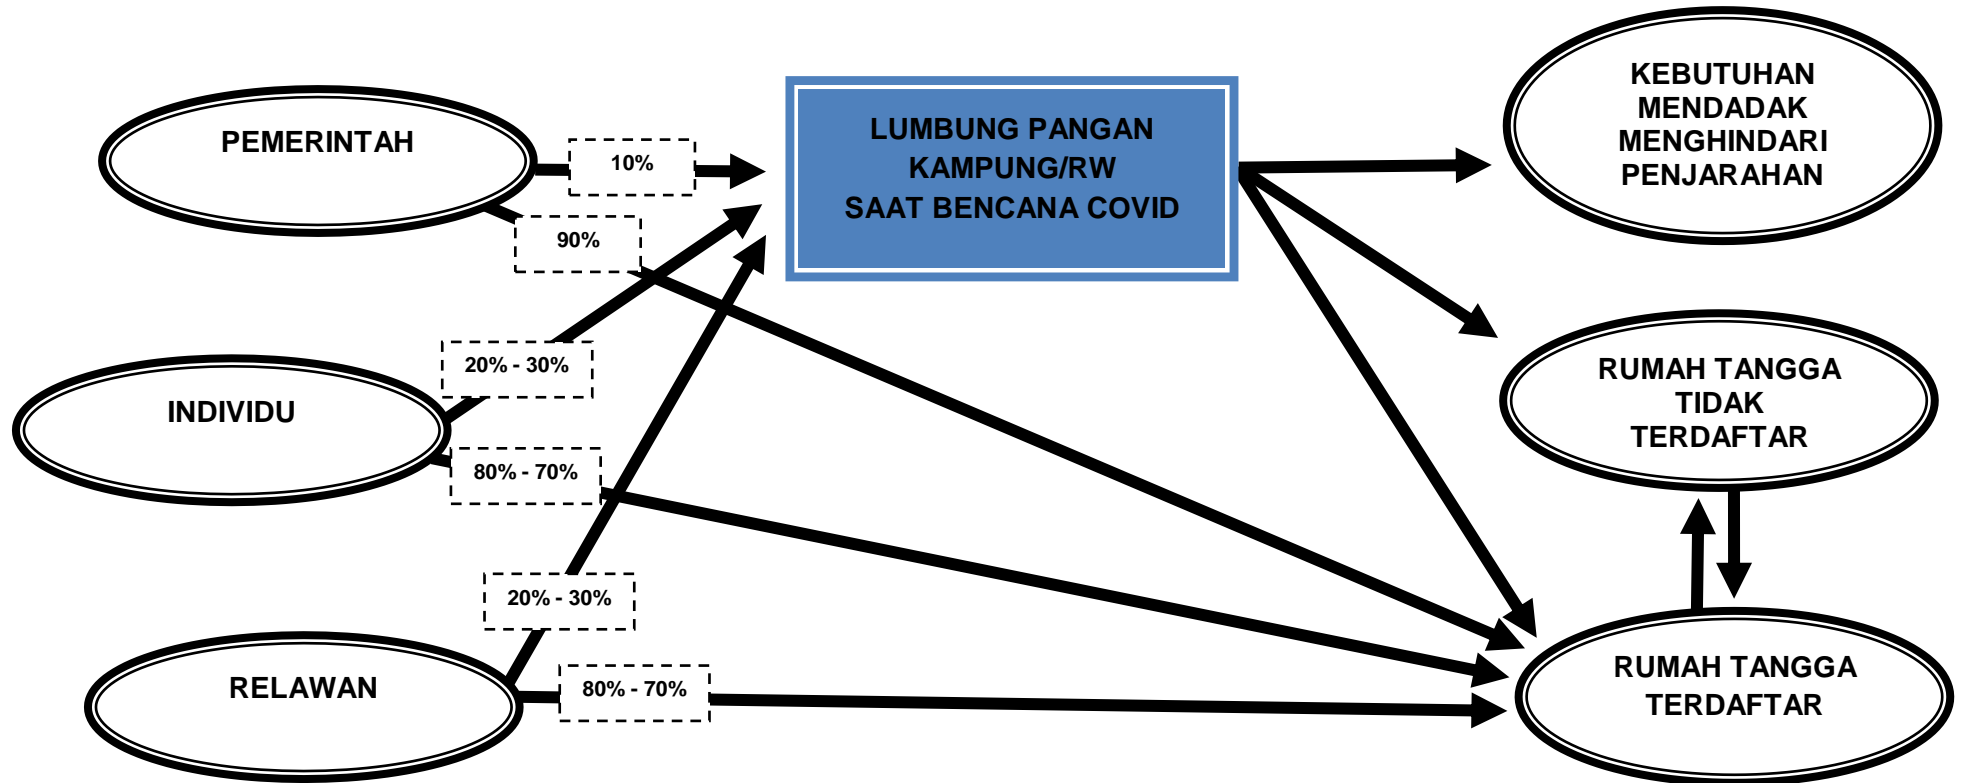 PEMERINTAH
10%
90%
INDIVIDU
20% - 30%
80% - 70%
RELAWAN
20% - 30%
80% - 70%
LUMBUNG PANGAN
KAMPUNG/RW
SAAT BENCANA COVID
KEBUTUHAN
MENDADAK
MENGHINDARI
PENJARAHAN
RUMAH TANGGA
TIDAK
TERDAFTAR
RUMAH TANGGA
TERDAFTAR